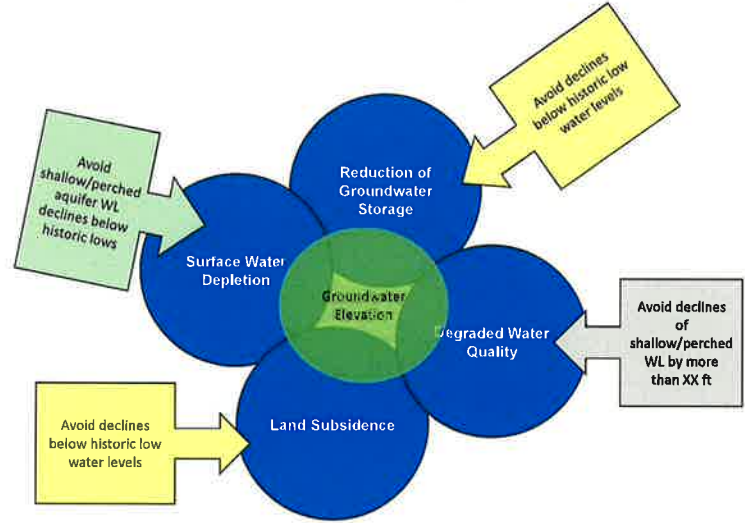 Avoid declines
below historic low
water levels
Reduction of
Groundwater
Storage
Avoid
shallow/perched
aquifer WL
declines below
historic lows
Surface Water
Depletion
Groundwater
Elevation
Degraded Water
Quality
Avoid declines
of
shallow/perched
WL by more
than XX ft
Land Subsidence
Avoid declines
below historic low
water levels